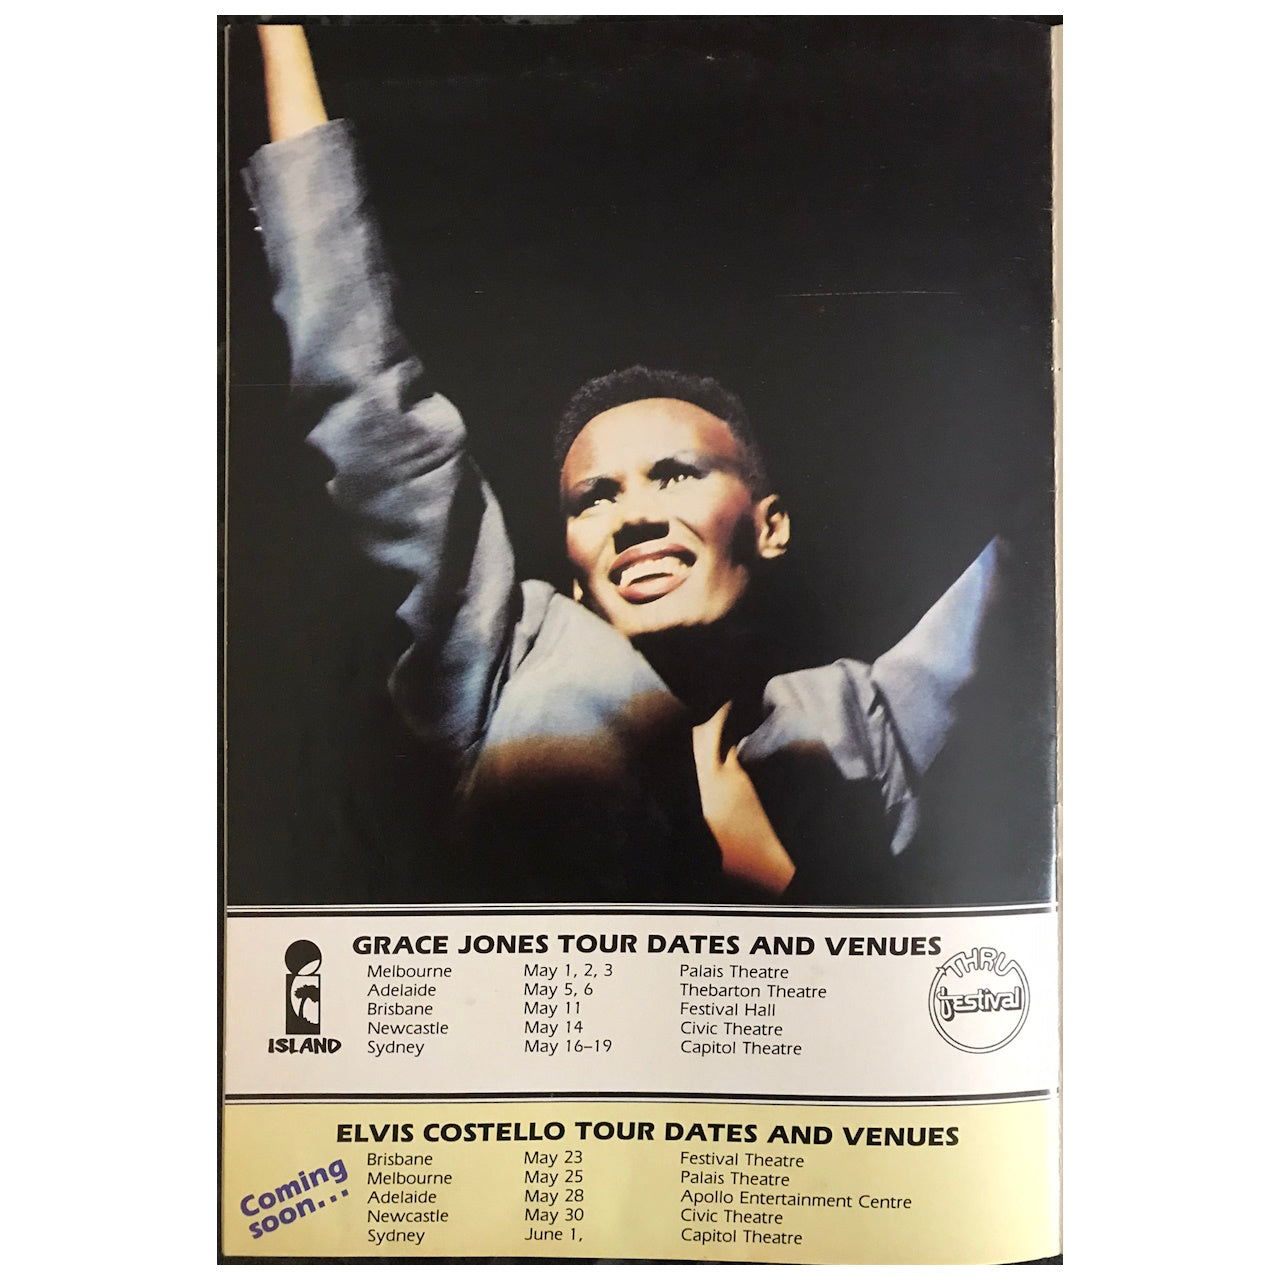 GRACE JONES TOUR DATES AND VENUES
Melbourne May 1, 2, 3 Palais Theatre
Adelaide May 5, 6 Thebarton Theatre
Brisbane May 11 Festival Hall
Newcastle May 14 Civic Theatre
Sydney May 16–19 Capitol Theatre
ISLAND
THRU
festival
ELVIS COSTELLO TOUR DATES AND VENUES
Coming
soon...
Brisbane May 23 Festival Theatre
Melbourne May 25 Palais Theatre
Adelaide May 28 Apollo Entertainment Centre
Newcastle May 30 Civic Theatre
Sydney June 1, Capitol Theatre